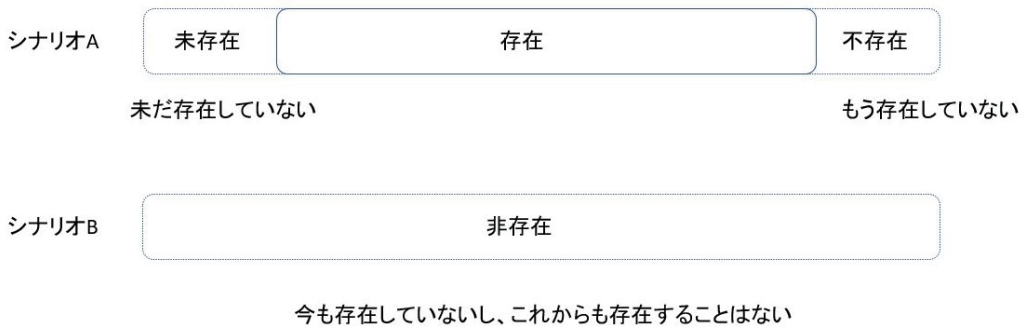 シナリオA 未存在 存在 不存在
未だ存在していない もう存在していない
シナリオB 非存在
今も存在していないし、これからも存在することはない